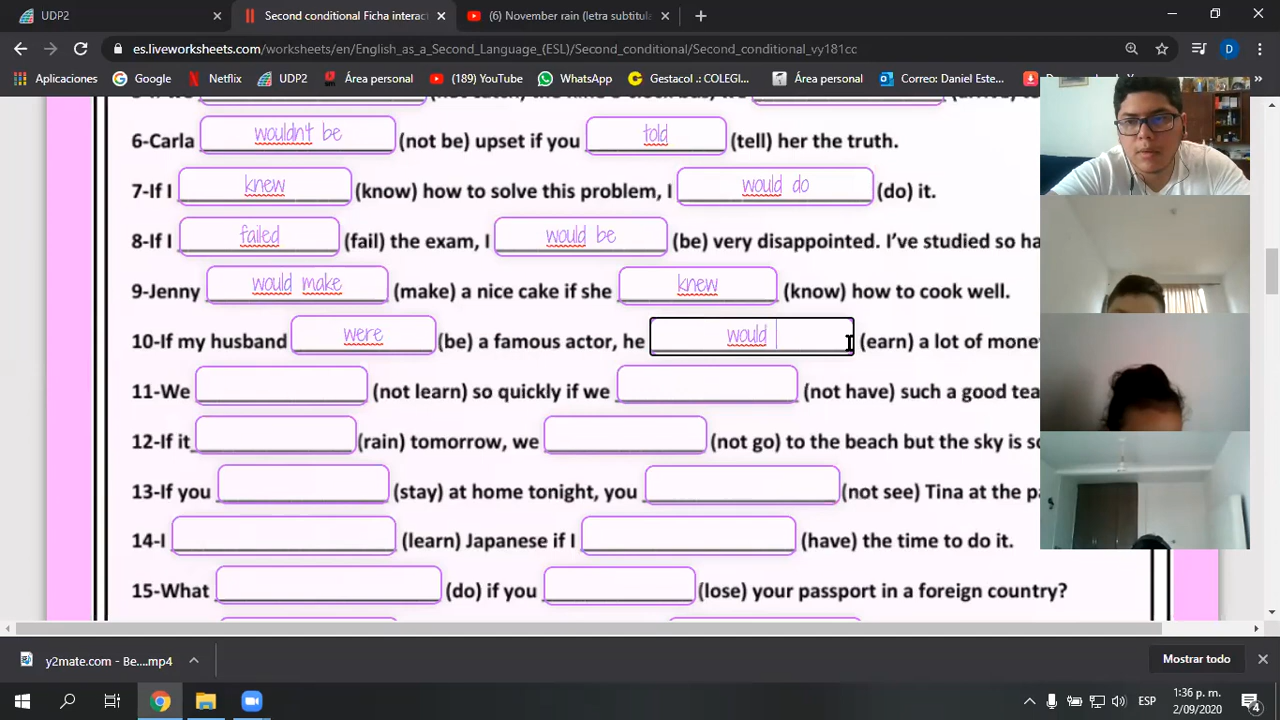 UDP2
Second conditional Ficha interac
(6) November rain (letra subtitula
es.liveworksheets.com/worksheets/en/English_as_a_Second_Language_(ESL)/Second_conditional/Second_conditional_vy181cc
D
Aplicaciones Google Netflix UDP2 Área personal (189) YouTube WhatsApp Gestacol .: COLEGI... Área personal Correo: Daniel Este...
6-Carla wouldn't be (not be) upset if you told (tell) her the truth.
7-If I knew (know) how to solve this problem, I would do (do) it.
8-If I failed (fail) the exam, I would be (be) very disappointed. I've studied so ha
9-Jenny would make (make) a nice cake if she knew (know) how to cook well.
10-If my husband were (be) a famous actor, he would (earn) a lot of money
11-We (not learn) so quickly if we (not have) such a good tea
12-If it (rain) tomorrow, we (not go) to the beach but the sky is so
13-If you (stay) at home tonight, you (not see) Tina at the pa
14-I (learn) Japanese if I (have) the time to do it.
15-What (do) if you (lose) your passport in a foreign country?
y2mate.com - Be....mp4
Mostrar todo
ESP
1:36 p. m.
2/09/2020
4